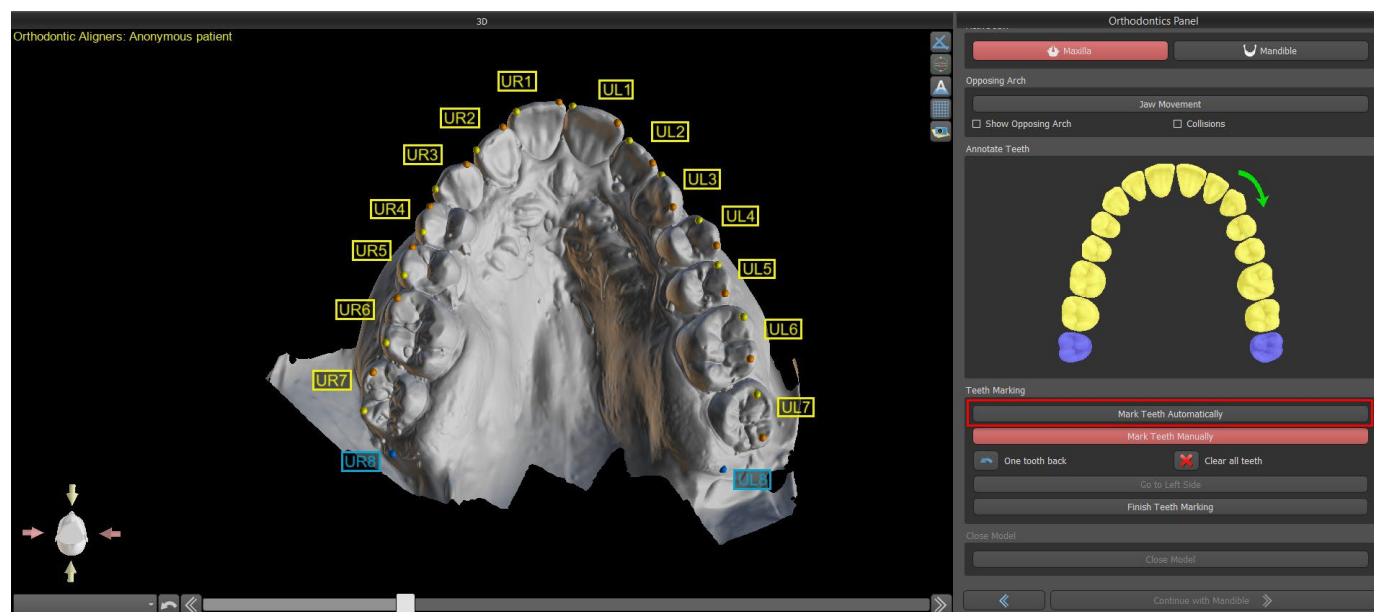 3D
Orthodontics Panel
Orthodontic Aligners: Anonymous patient
Maxilla
Mandible
Opposing Arch
Jaw Movement
Show Opposing Arch
Collisions
Annotate Teeth
UR1
UL1
UR2
UL2
UR3
UL3
UR4
UL4
UR5
UL5
UR6
UL6
UR7
UL7
UR8
UL8
Teeth Marking
Mark Teeth Automatically
Mark Teeth Manually
One tooth back
Clear all teeth
Go to Left Side
Finish Teeth Marking
Close Model
Close Model
Continue with Mandible